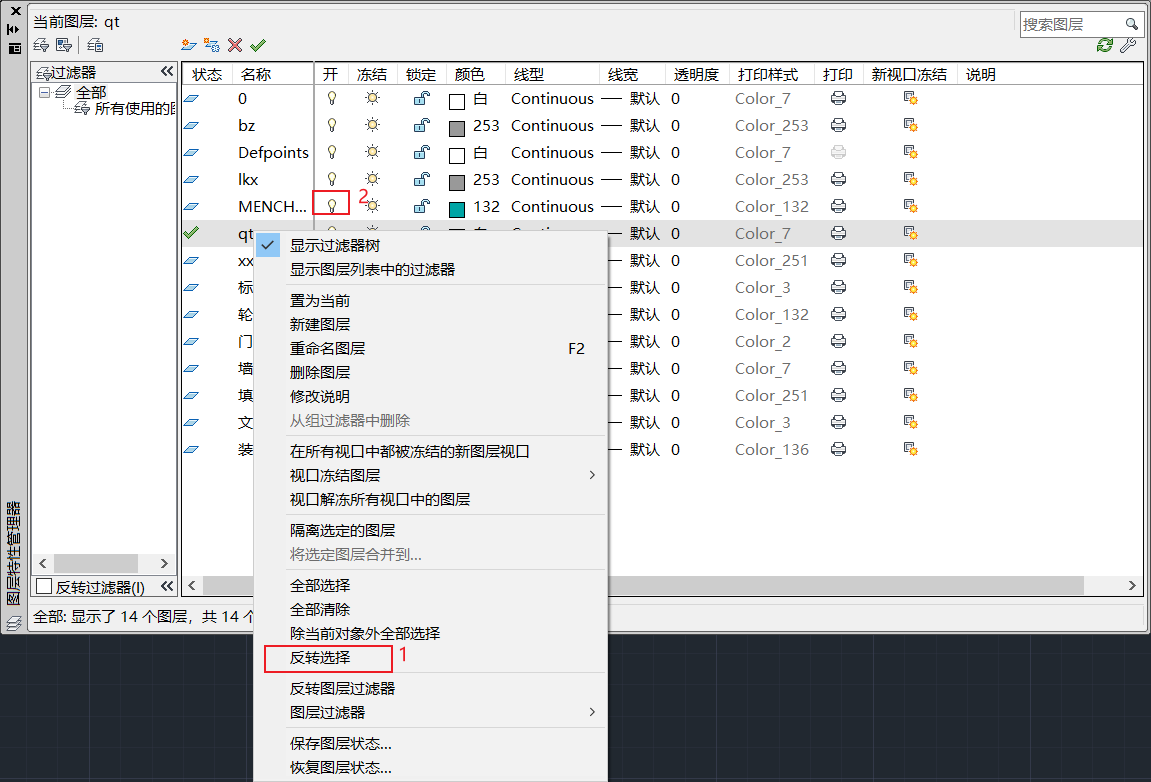 当前图层: qt
搜索图层
过滤器
全部
所有使用的图
反转过滤器(I)
图层特性管理器
全部: 显示了 14 个图层，共 14 个
状态 名称 开 冻结 锁定 颜色 线型 线宽 透明度 打印样式 打印 新视口冻结 说明
0 白 Continuous 默认 0 Color_7
bz 253 Continuous 默认 0 Color_253
Defpoints 白 Continuous 默认 0 Color_7
lkx 253 Continuous 默认 0 Color_253
MENCH... 2 132 Continuous 默认 0 Color_132
qt 默认 0 Color_7
xx 默认 0 Color_251
标 默认 0 Color_3
轮 默认 0 Color_132
门 默认 0 Color_2
墙 默认 0 Color_7
填 默认 0 Color_251
文 默认 0 Color_3
装 默认 0 Color_136
显示过滤器树
显示图层列表中的过滤器
置为当前
新建图层
重命名图层 F2
删除图层
修改说明
从组过滤器中删除
在所有视口中都被冻结的新图层视口
视口冻结图层
视口解冻所有视口中的图层
隔离选定的图层
将选定图层合并到...
全部选择
全部清除
除当前对象外全部选择
反转选择 1
反转图层过滤器
图层过滤器
保存图层状态...
恢复图层状态...